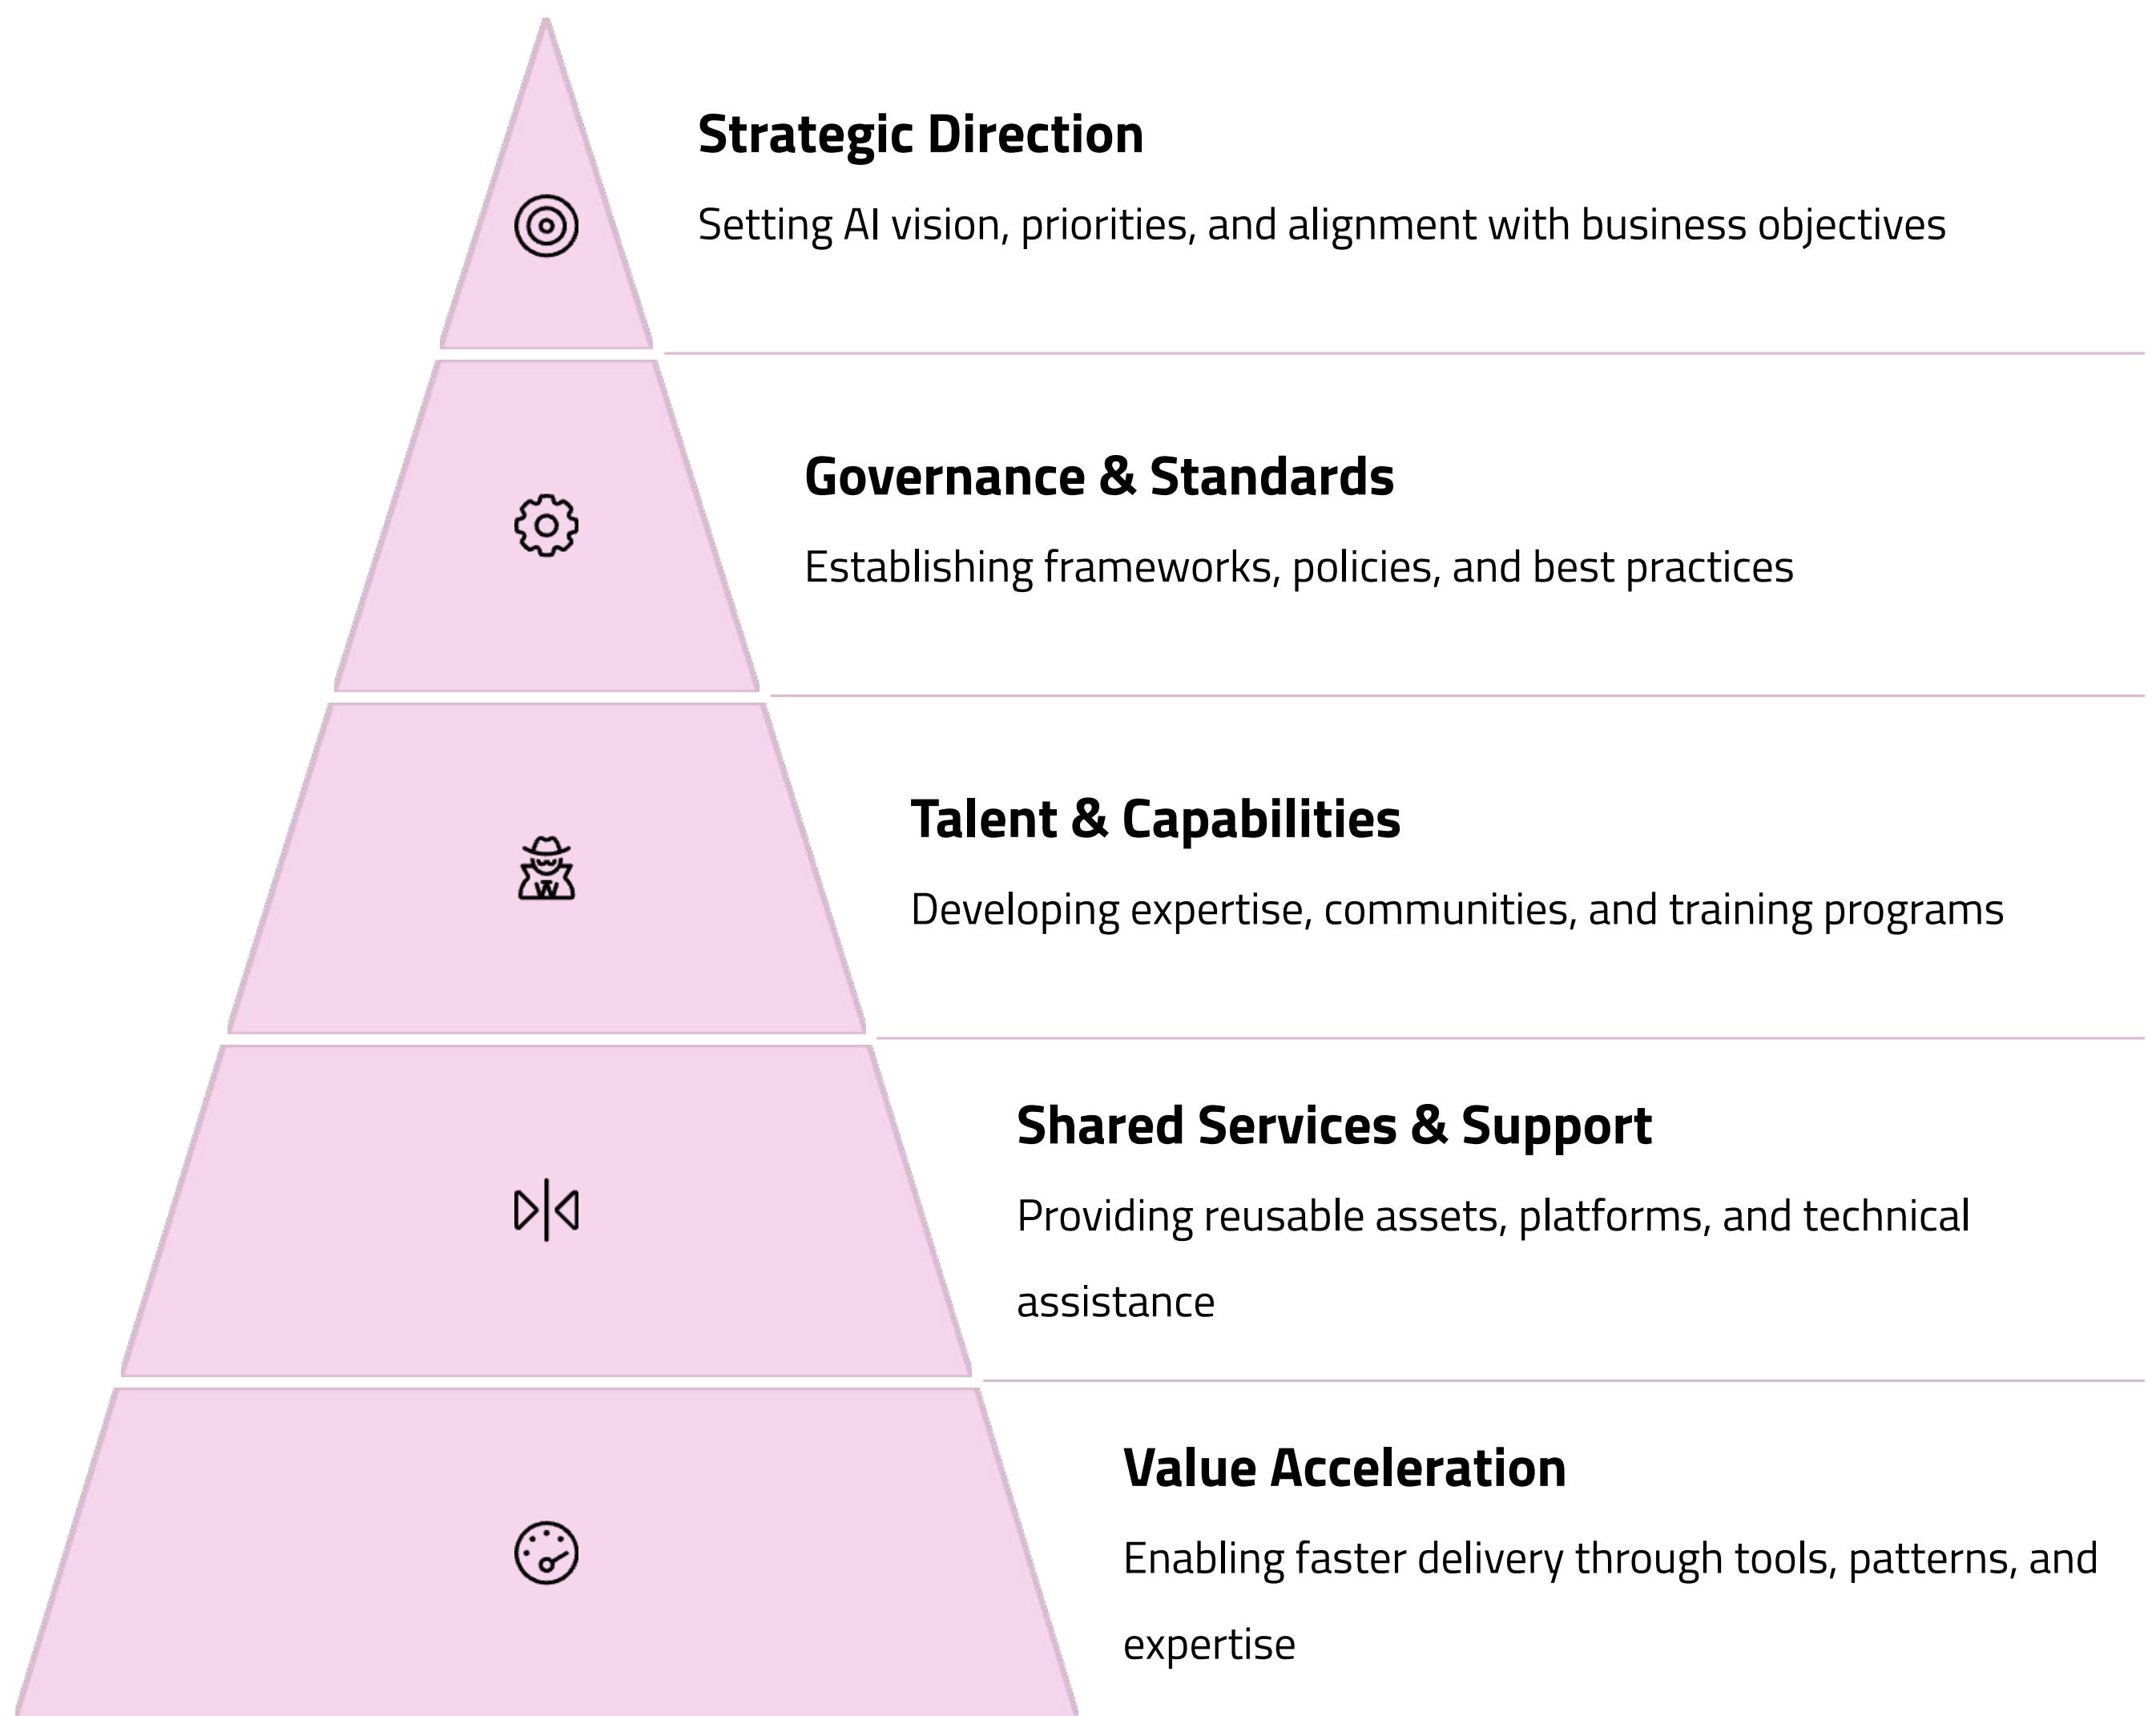 Strategic Direction
Setting AI vision, priorities, and alignment with business objectives
Governance & Standards
Establishing frameworks, policies, and best practices
Talent & Capabilities
Developing expertise, communities, and training programs
Shared Services & Support
Providing reusable assets, platforms, and technical
assistance
Value Acceleration
Enabling faster delivery through tools, patterns, and
expertise